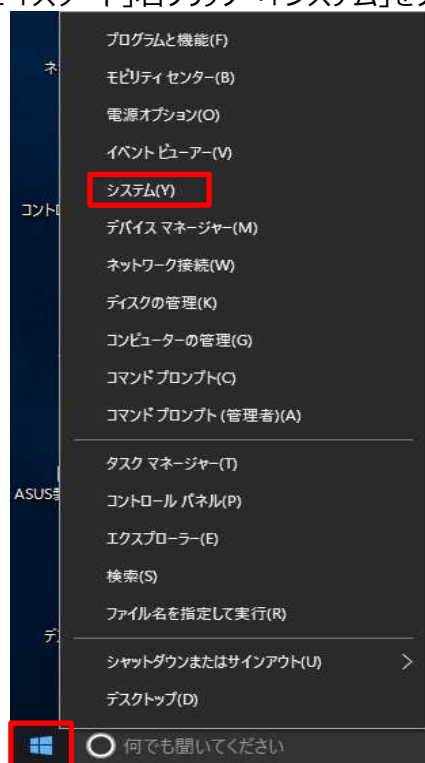 「スタート」右クリック→「システム」を
プログラムと機能(F)
ネ
モビリティ センター(B)
電源オプション(O)
イベント ビューアー(V)
システム(Y)
コント
デバイス マネージャー(M)
ネットワーク接続(W)
ディスクの管理(K)
コンピューターの管理(G)
コマンド プロンプト(C)
コマンド プロンプト (管理者)(A)
タスク マネージャー(T)
ASUS
コントロール パネル(P)
エクスプローラー(E)
検索(S)
ファイル名を指定して実行(R)
デ
シャットダウンまたはサインアウト(U)
デスクトップ(D)
何でも聞いてください